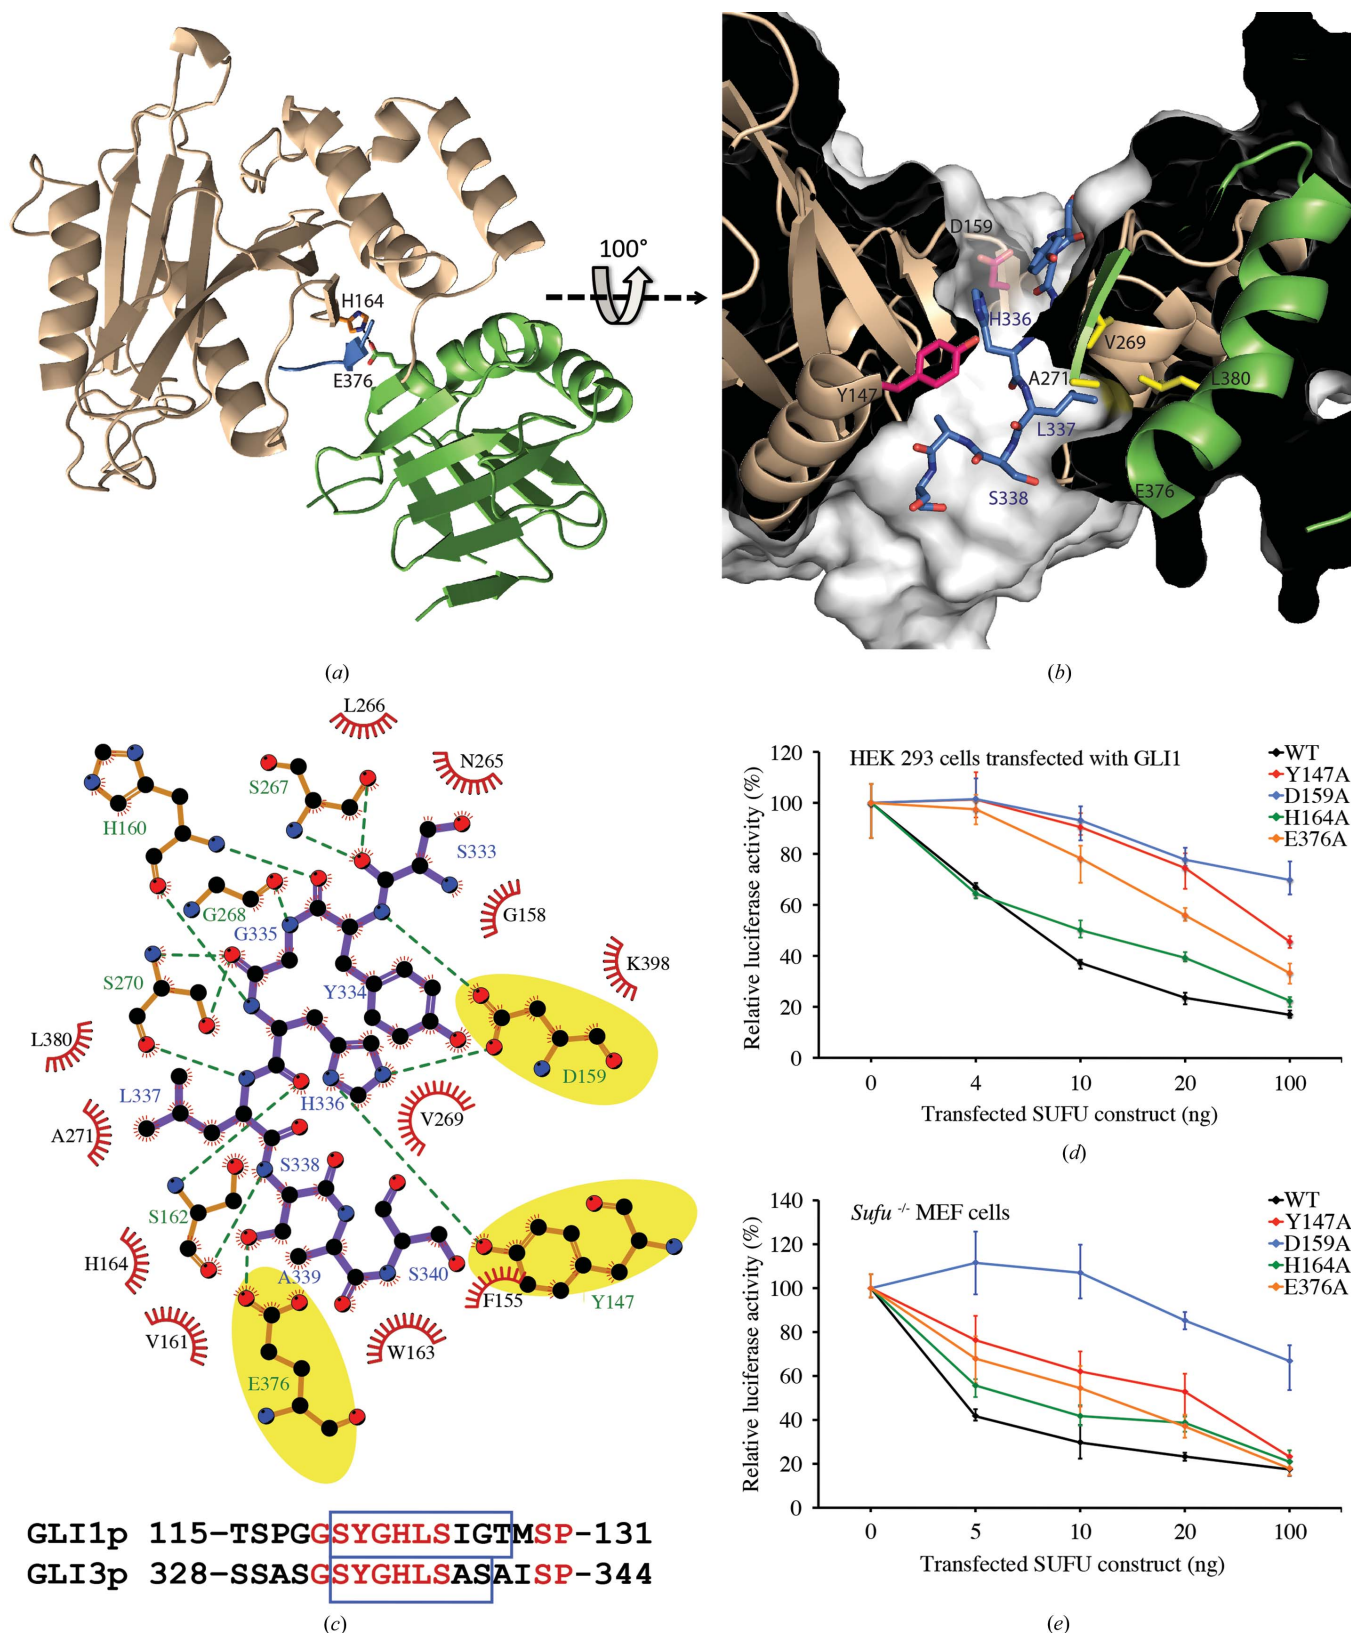 100°
H164
E376
D159
H336
V269
Y147
A271
L380
L337
S338
E376
(a)
(b)
L266
N265
S267
H160
S333
G158
G268
G335
K398
S270
Y334
L380
D159
L337
H336
V269
A271
S338
S162
H164
A339
S340
F155
Y147
V161
W163
E376
GLI1p 115–TSPGGSYGHLSIGTMSP-131
GLI3p 328–SSASGSYGHLSASAISP-344
(c)
HEK 293 cells transfected with GLI1
WT
Y147A
D159A
H164A
E376A
Relative luciferase activity (%)
120
100
80
60
40
20
0
0 4 10 20 100
Transfected SUFU construct (ng)
(d)
Sufu -/- MEF cells
WT
Y147A
D159A
H164A
E376A
Relative luciferase activity (%)
140
120
100
80
60
40
20
0
0 5 10 20 100
Transfected SUFU construct (ng)
(e)